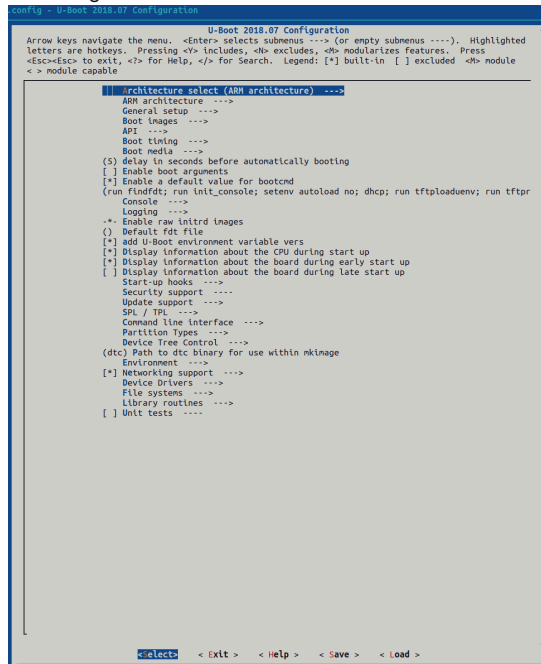 .config - U-Boot 2018.07 Configuration
U-Boot 2018.07 Configuration
Arrow keys navigate the menu.  <Enter> selects submenus ---> (or empty submenus ----).  Highlighted
letters are hotkeys.  Pressing <Y> includes, <N> excludes, <M> modularizes features.  Press
<Esc><Esc> to exit, <?> for Help, </> for Search.  Legend: [*] built-in  [ ] excluded  <M> module
< > module capable
Architecture select (ARM architecture)  --->
ARM architecture  --->
General setup  --->
Boot images  --->
API  --->
Boot timing  --->
Boot media  --->
(5) delay in seconds before automatically booting
[ ] Enable boot arguments
[*] Enable a default value for bootcmd
(run findfdt; run init_console; setenv autoload no; dhcp; run tftploaduenv; run tftpr
Console  --->
Logging  --->
-*- Enable raw initrd images
()  Default fdt file
[*] add U-Boot environment variable vers
[*] Display information about the CPU during start up
[*] Display information about the board during early start up
[ ] Display information about the board during late start up
Start-up hooks  --->
Security support  ----
Update support  --->
SPL / TPL  --->
Command line interface  --->
Partition Types  --->
Device Tree Control  --->
(dtc) Path to dtc binary for use within mkimage
Environment  --->
[*] Networking support  --->
Device Drivers  --->
File systems  --->
Library routines  --->
[ ] Unit tests  ----
<Select>    < Exit >    < Help >    < Save >    < Load >